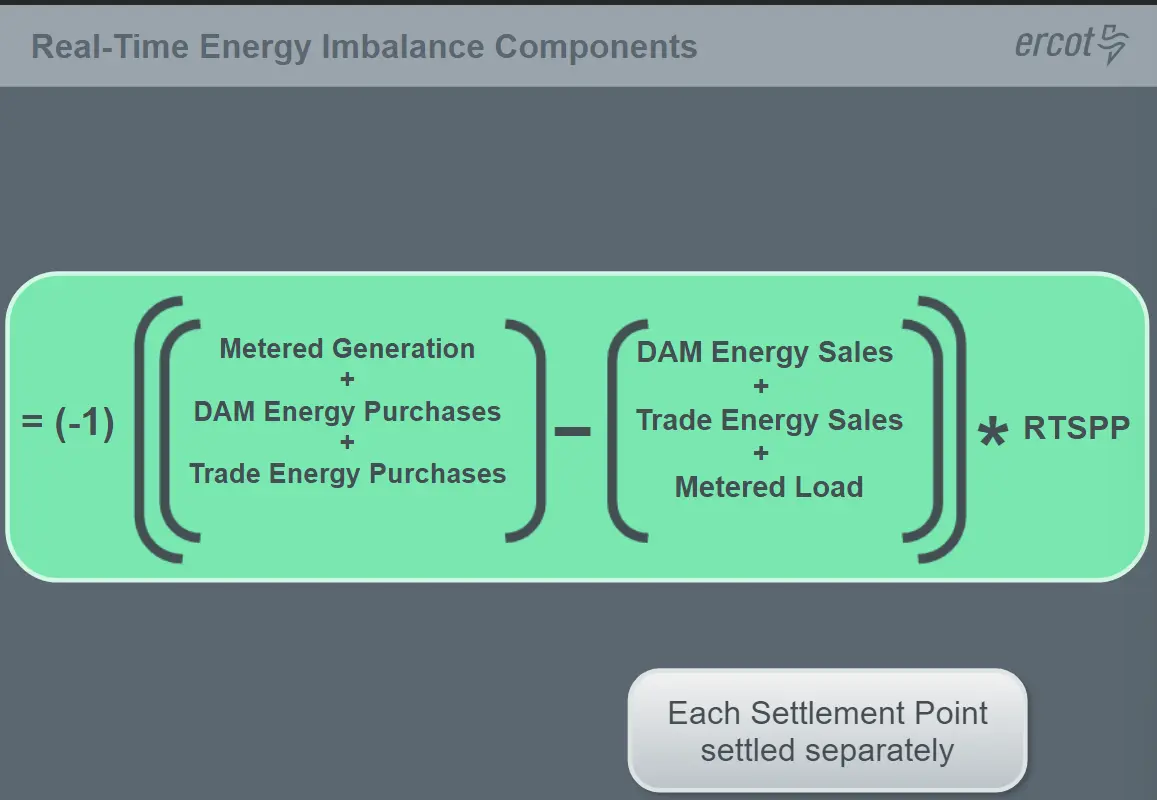 Real-Time Energy Imbalance Components
ercot
= (-1)
Metered Generation
+
DAM Energy Purchases
+
Trade Energy Purchases
−
DAM Energy Sales
+
Trade Energy Sales
+
Metered Load
* RTSPP
Each Settlement Point
settled separately